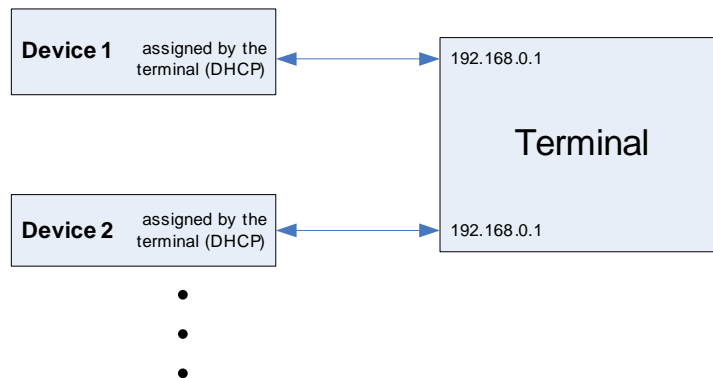 Device 1
assigned by the
terminal (DHCP)
192.168.0.1
Terminal
Device 2
assigned by the
terminal (DHCP)
192.168.0.1